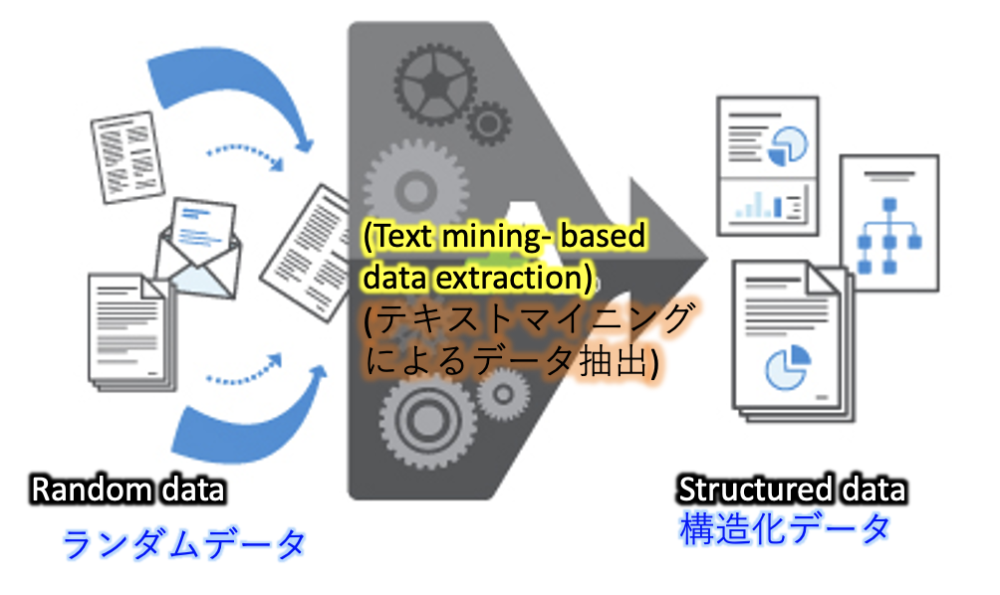 (Text mining- based
data extraction)
(テキストマイニング
によるデータ抽出)
Random data
ランダムデータ
Structured data
構造化データ